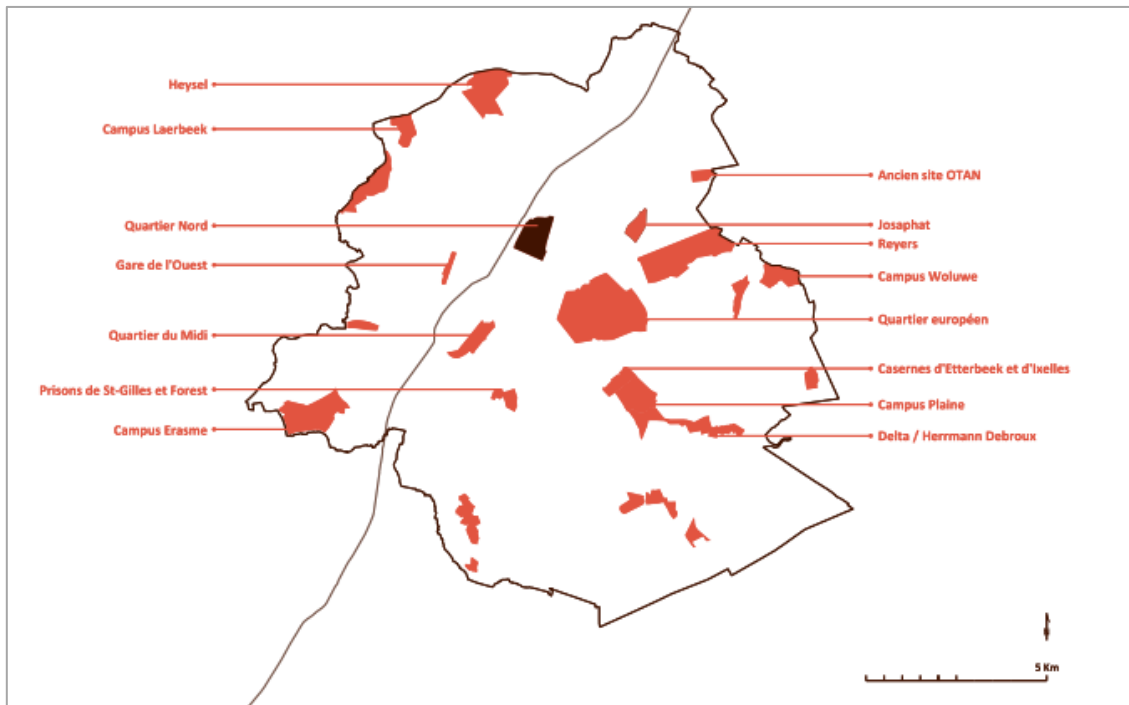 Heysel
Campus Laerbeek
Quartier Nord
Gare de l'Ouest
Quartier du Midi
Prisons de St-Gilles et Forest
Campus Erasme
Ancien site OTAN
Josaphat
Reyers
Campus Woluwe
Quartier européen
Casernes d'Etterbeek et d'Ixelles
Campus Plaine
Delta / Herrmann Debroux
5 Km